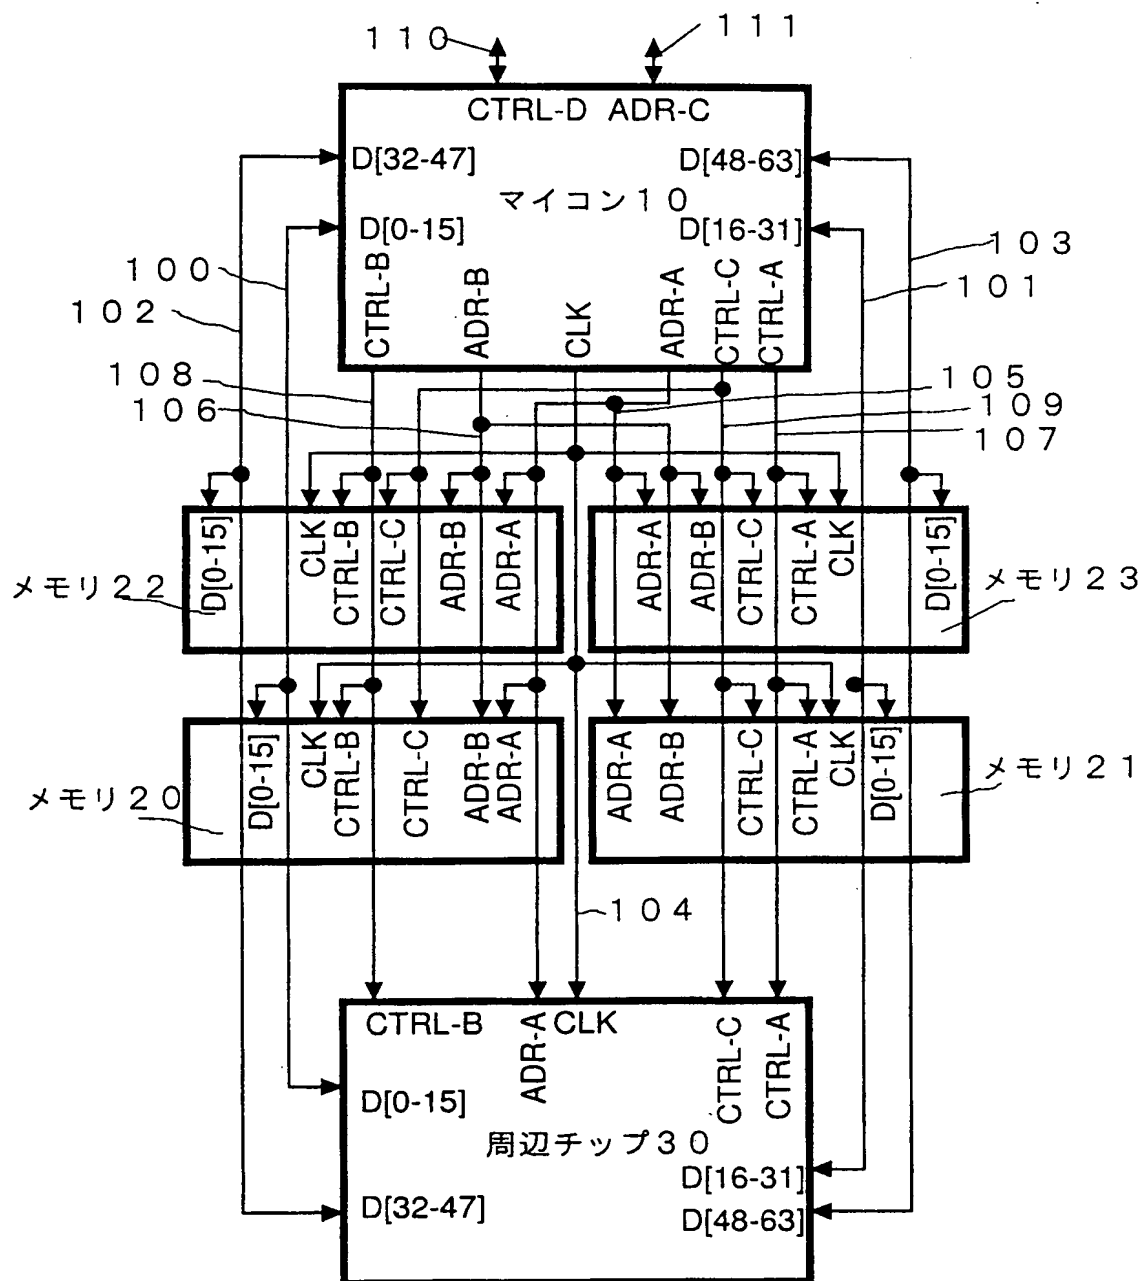 110
111
CTRL-D ADR-C
D[32-47]
D[48-63]
マイコン10
D[0-15]
D[16-31]
CTRL-B
ADR-B
CLK
ADR-A
CTRL-C
CTRL-A
100
102
108
106
103
101
105
109
107
D[0-15]
CLK
CTRL-B
CTRL-C
ADR-B
ADR-A
メモリ22
ADR-A
ADR-B
CTRL-C
CTRL-A
CLK
D[0-15]
メモリ23
D[0-15]
CLK
CTRL-B
CTRL-C
ADR-B
ADR-A
メモリ20
ADR-A
ADR-B
CTRL-C
CTRL-A
CLK
D[0-15]
メモリ21
104
CTRL-B
ADR-A
CLK
CTRL-C
CTRL-A
D[0-15]
周辺チップ30
D[16-31]
D[32-47]
D[48-63]